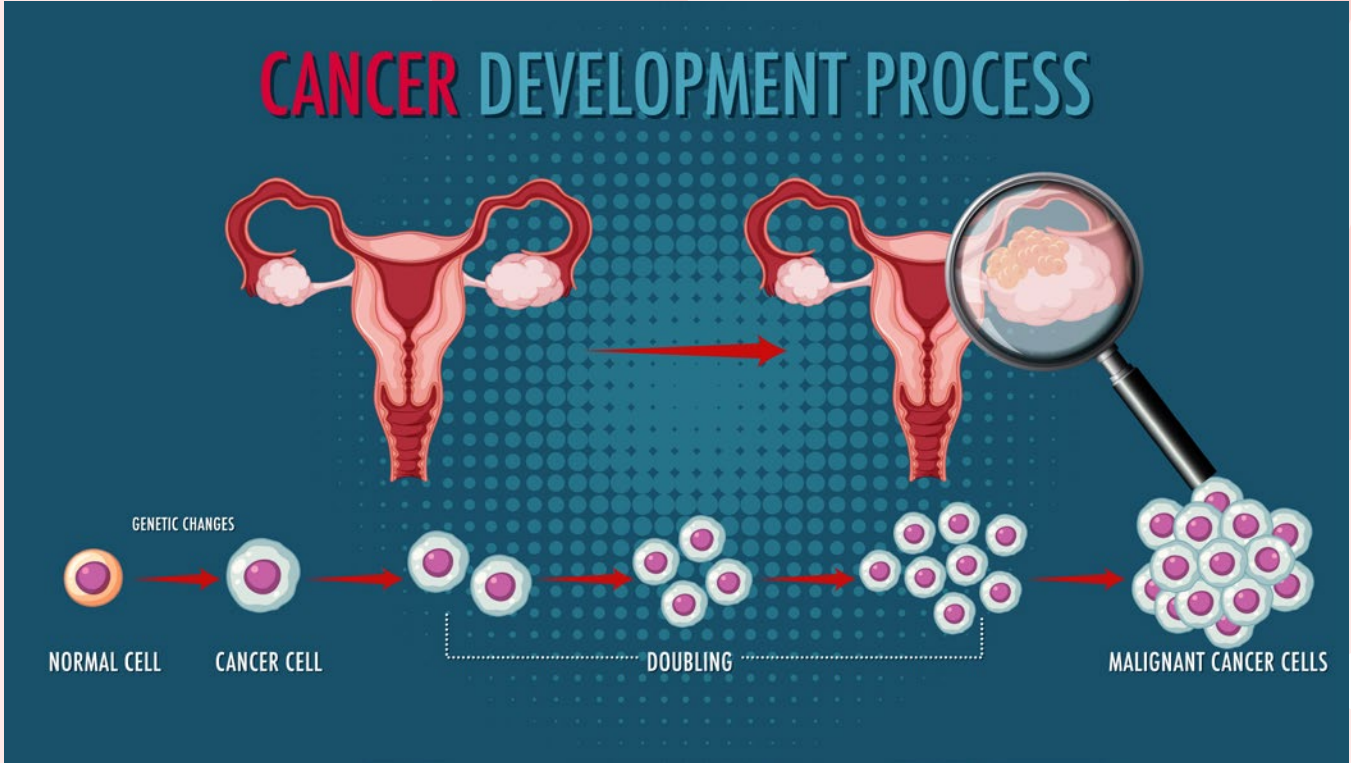 CANCER DEVELOPMENT PROCESS
GENETIC CHANGES
NORMAL CELL
CANCER CELL
DOUBLING
MALIGNANT CANCER CELLS